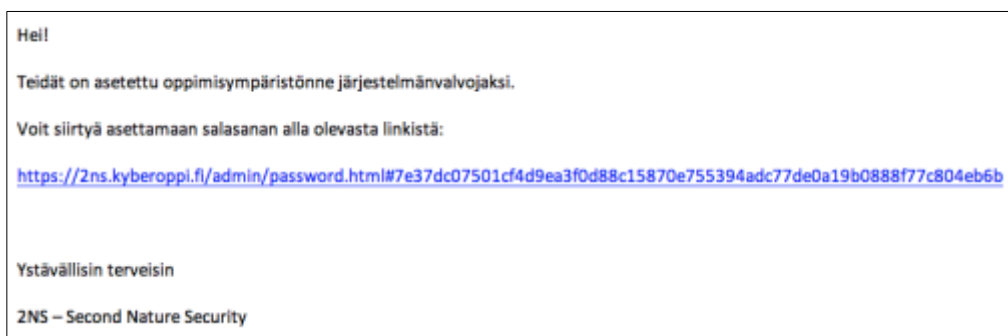 Hei!
Teidät on asetettu oppimisympäristönne järjestelmänvalvojaksi.
Voit siirtyä asettamaan salasanan alla olevasta linkistä:
https://2ns.kyberoppi.fi/admin/password.html#7e37dc07501cf4d9ea3f0d88c15870e755394adc77de0a19b0888f77c804eb6b
Ystävällisin terveisin
2NS – Second Nature Security